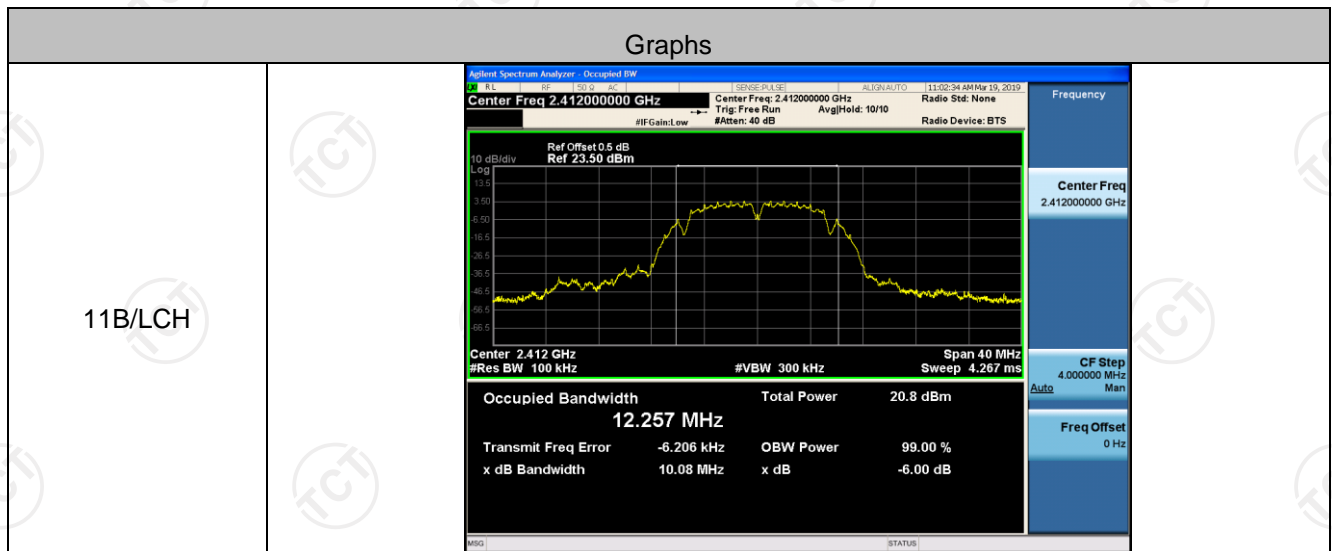 Graphs
11B/LCH
Agilent Spectrum Analyzer - Occupied BW
LXI RL RF 50 Ω AC SENSE:PULSE ALIGNAUTO 11:02:34 AM Mar 19, 2019
Center Freq 2.412000000 GHz
Center Freq: 2.412000000 GHz
Radio Std: None
Trig: Free Run Avg|Hold: 10/10
#IFGain:Low #Atten: 40 dB Radio Device: BTS
Ref Offset 0.5 dB
10 dB/div Ref 23.50 dBm
Log
13.5
3.50
-6.50
-16.5
-26.5
-36.5
-46.5
-56.5
-66.5
Center 2.412 GHz Span 40 MHz
#Res BW 100 kHz #VBW 300 kHz Sweep 4.267 ms
Occupied Bandwidth Total Power 20.8 dBm
12.257 MHz
Transmit Freq Error -6.206 kHz OBW Power 99.00 %
x dB Bandwidth 10.08 MHz x dB -6.00 dB
MSG STATUS
Frequency
Center Freq
2.412000000 GHz
CF Step
4.000000 MHz
Auto Man
Freq Offset
0 Hz
TCT
TCT
TCT
TCT
TCT